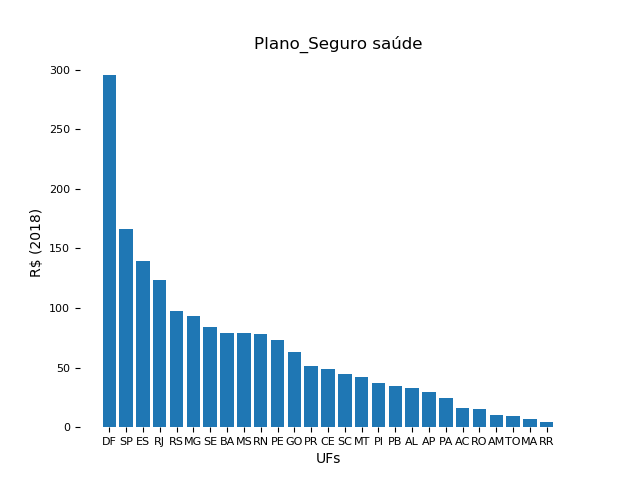 Plano_Seguro saúde
300
250
200
150
100
50
0
R$ (2018)
DF SP ES RJ RS MG SE BA MS RN PE GO PR CE SC MT PI PB AL AP PA AC RO AM TO MA RR
UFs